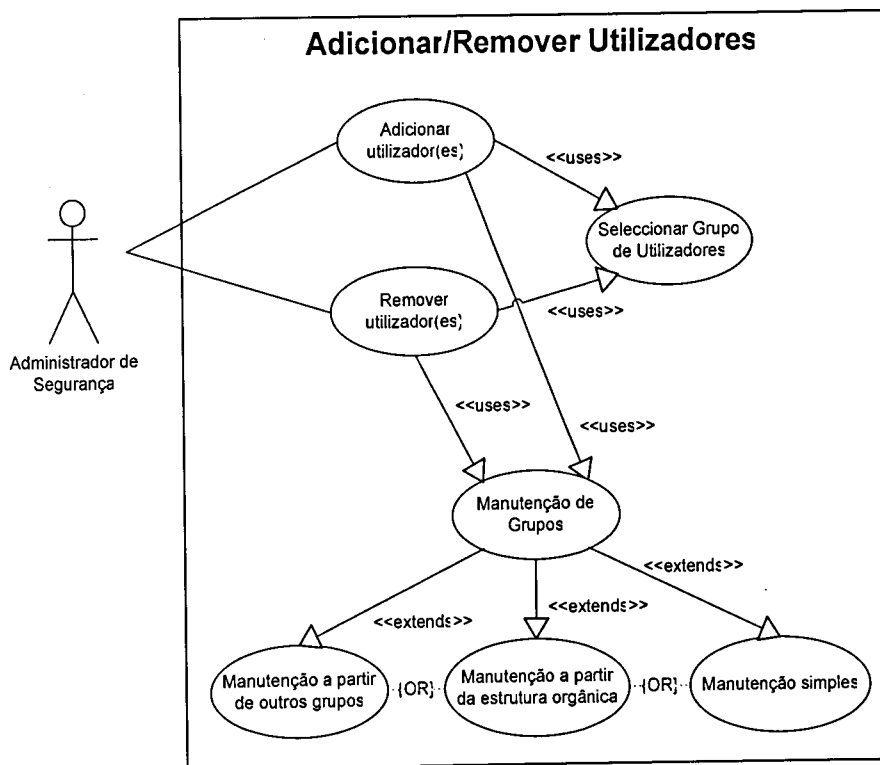 Adicionar/Remover Utilizadores
Adicionar
utilizador(es)
<<uses>>
Seleccionar Grupo
de Utilizadores
Remover
utilizador(es)
<<uses>>
Administrador de
Segurança
<<uses>>
<<uses>>
Manutenção de
Grupos
<<extends>>
<<extends>>
<<extends>>
Manutenção a partir
de outros grupos
{OR}
Manutenção a partir
da estrutura orgânica
{OR}
Manutenção simples